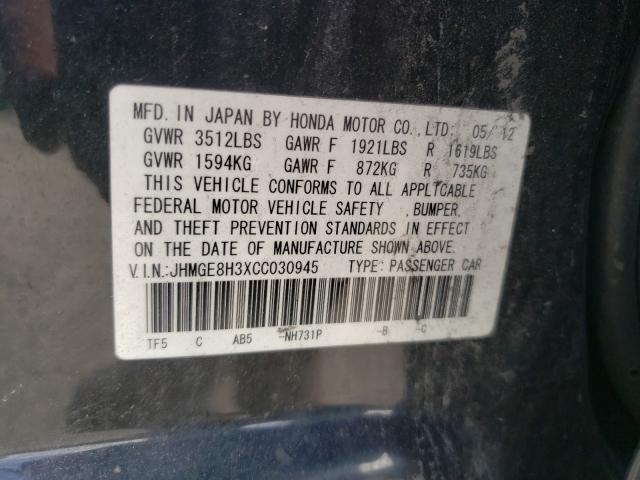 MFD. IN JAPAN BY HONDA MOTOR CO., LTD. 05/12
GVWR 3512LBS GAWR F 1921LBS R 1619LBS
GVWR 1594KG GAWR F 872KG R 735KG
THIS VEHICLE CONFORMS TO ALL APPLICABLE
FEDERAL MOTOR VEHICLE SAFETY ,BUMPER,
AND THEFT PREVENTION STANDARDS IN EFFECT
ON THE DATE OF MANUFACTURE SHOWN ABOVE.
V.I.N.:JHMGE8H3XCC030945 TYPE: PASSENGER CAR
TF5 C AB5 -NH731P -B -C